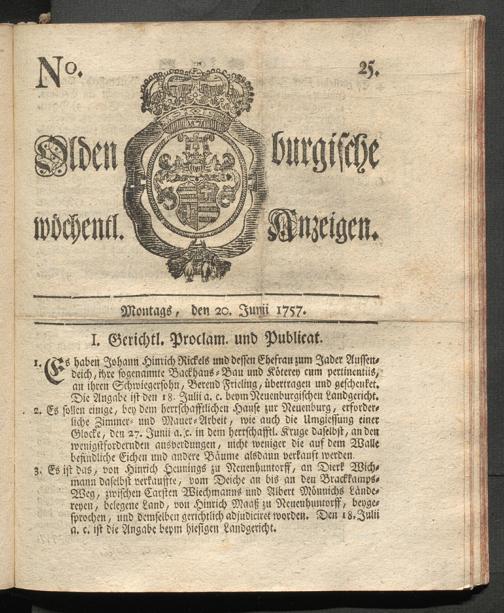 No. 25.
Olden burgische
wöchentl. Anzeigen.
Montags, den 20. Junii 1757.
I. Gerichtl. Proclam. und Publicat.
1. Es haben Johann Hinrich Rickels und dessen Ehefrau zum Jader Aussen-
deich, ihre sogenannte Backhaus-Bau und Köterey cum pertinentiis,
an ihren Schwiegersohn, Berend Frieling, übertragen und geschenket.
Die Angabe ist den 18. Julii a. c. beym Neuenburgischen Landgericht.
2. Es sollen einige, bey dem herrschafftlichen Hause zur Neuenburg, erforder-
liche Zimmer- und Mauer-Arbeit, wie auch die Umgiessung einer
Glocke, den 27. Junii a. c. in dem herrschafftl. Kruge daselbst, an den
wenigstfordernden ausverdungen, nicht weniger die auf dem Walle
befindliche Eichen und andere Bäume alsdann verkauft werden
3. Es ist das, von Hinrich Hennings zu Neuenhuntorff, an Dierk Wich-
mann daselbst verkauffte, vom Deiche an bis an den Brackkamps-
Weg, zwischen Carsten Wiechmanns und Albert Mönnichs Lände-
reyen, belegene Land, von Hinrich Maaß zu Neuenhuntorff, beyge-
sprochen, und demselben gerichtlich adjudiciret worden. Den 18. Julii
a. c. ist die Angabe beym hiesigen Landgericht.